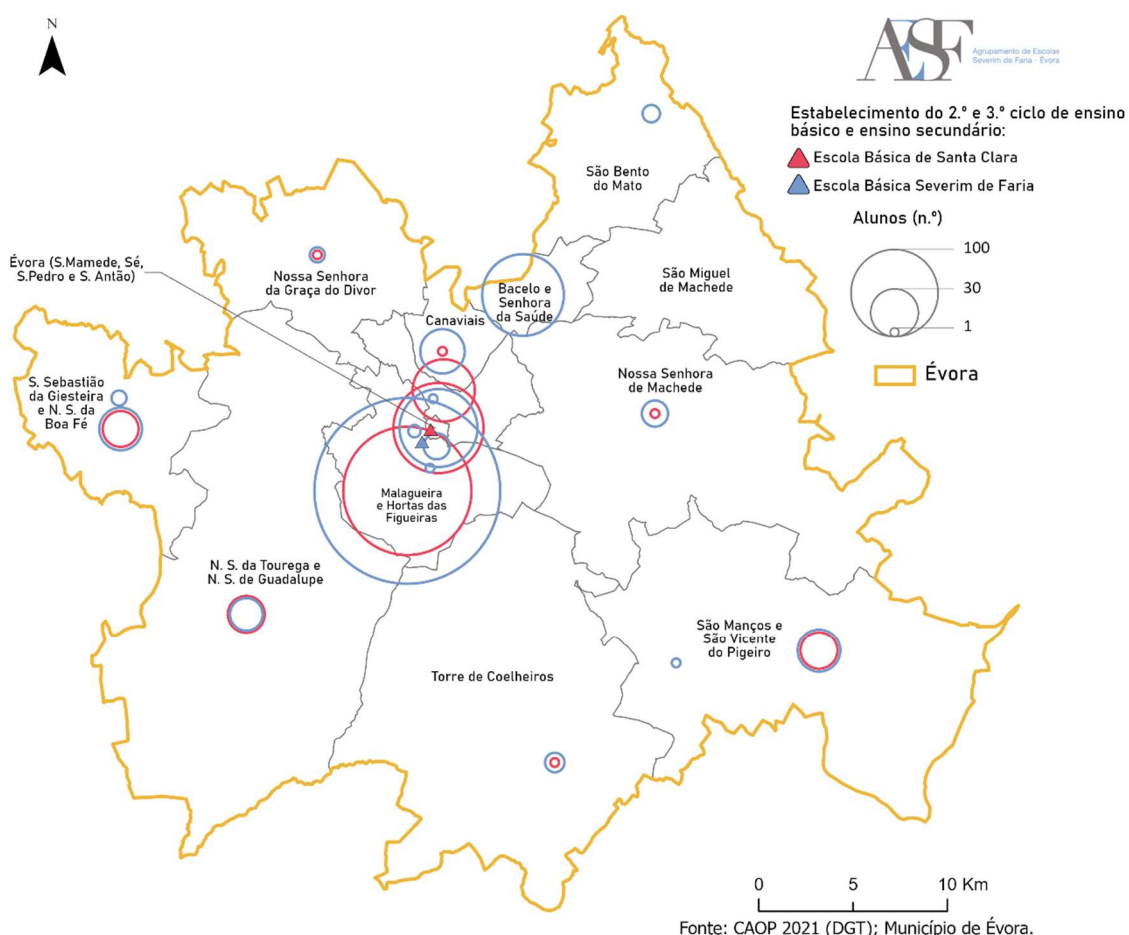 N
AESF
Agrupamento de Escolas
Severim de Faria - Évora
Estabelecimento do 2.º e 3.º ciclo de ensino
básico e ensino secundário:
Escola Básica de Santa Clara
Escola Básica Severim de Faria
Alunos (n.º)
100
30
1
Évora
São Bento
do Mato
Évora (S.Mamede, Sé,
S.Pedro e S. Antão)
Nossa Senhora
da Graça do Divor
São Miguel
de Machede
Bacelo e
Senhora
da Saúde
Canaviais
S. Sebastião
da Giesteira
e N. S. da
Boa Fé
Nossa Senhora
de Machede
Malagueira
e Hortas das
Figueiras
N. S. da Tourega e
N. S. de Guadalupe
São Manços e
São Vicente
do Pigeiro
Torre de Coelheiros
0 5 10 Km
Fonte: CAOP 2021 (DGT); Município de Évora.